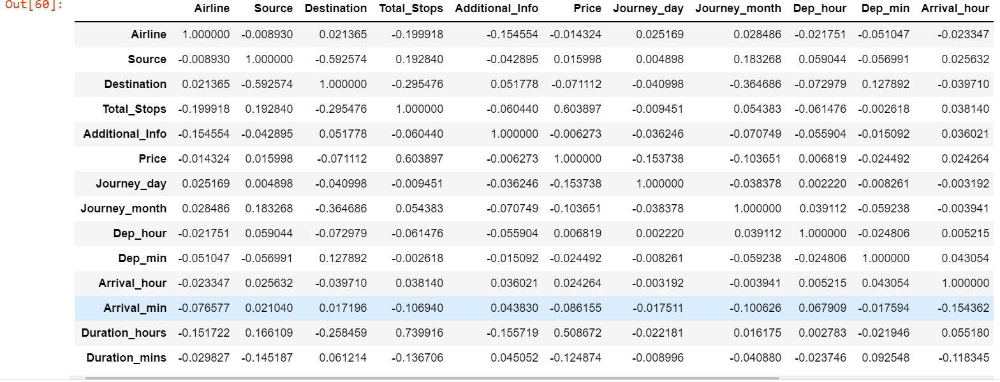 Out[60]:
Airline Source Destination Total_Stops Additional_Info Price Journey_day Journey_month Dep_hour Dep_min Arrival_hour
Airline 1.000000 -0.008930 0.021365 -0.199918 -0.154554 -0.014324 0.025169 0.028486 -0.021751 -0.051047 -0.023347
Source -0.008930 1.000000 -0.592574 0.192840 -0.042895 0.015998 0.004898 0.183268 0.059044 -0.056991 0.025632
Destination 0.021365 -0.592574 1.000000 -0.295476 0.051778 -0.071112 -0.040998 -0.364686 -0.072979 0.127892 -0.039710
Total_Stops -0.199918 0.192840 -0.295476 1.000000 -0.060440 0.603897 -0.009451 0.054383 -0.061476 -0.002618 0.038140
Additional_Info -0.154554 -0.042895 0.051778 -0.060440 1.000000 -0.006273 -0.036246 -0.070749 -0.055904 -0.015092 0.036021
Price -0.014324 0.015998 -0.071112 0.603897 -0.006273 1.000000 -0.153738 -0.103651 0.006819 -0.024492 0.024264
Journey_day 0.025169 0.004898 -0.040998 -0.009451 -0.036246 -0.153738 1.000000 -0.038378 0.002220 -0.008261 -0.003192
Journey_month 0.028486 0.183268 -0.364686 0.054383 -0.070749 -0.103651 -0.038378 1.000000 0.039112 -0.059238 -0.003941
Dep_hour -0.021751 0.059044 -0.072979 -0.061476 -0.055904 0.006819 0.002220 0.039112 1.000000 -0.024806 0.005215
Dep_min -0.051047 -0.056991 0.127892 -0.002618 -0.015092 -0.024492 -0.008261 -0.059238 -0.024806 1.000000 0.043054
Arrival_hour -0.023347 0.025632 -0.039710 0.038140 0.036021 0.024264 -0.003192 -0.003941 0.005215 0.043054 1.000000
Arrival_min -0.076577 0.021040 0.017196 -0.106940 0.043830 -0.086155 -0.017511 -0.100626 0.067909 -0.017594 -0.154362
Duration_hours -0.151722 0.166109 -0.258459 0.739916 -0.155719 0.508672 -0.022181 0.016175 0.002783 -0.021946 0.055180
Duration_mins -0.029827 -0.145187 0.061214 -0.136706 0.045052 -0.124874 -0.008996 -0.040880 -0.023746 0.092548 -0.118345